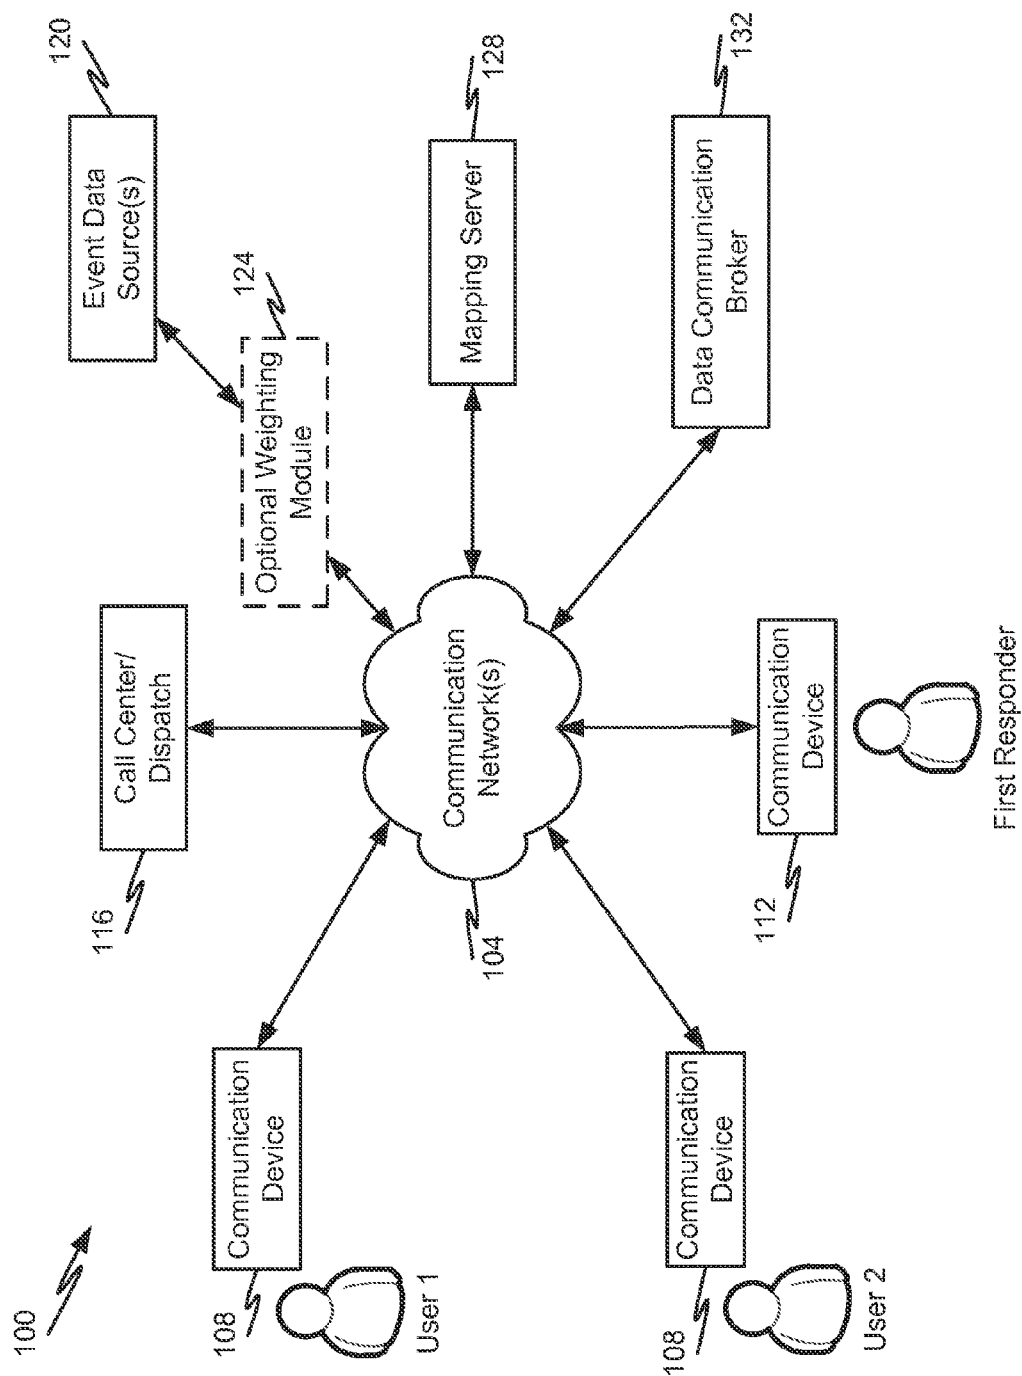 100
116
Call Center/
Dispatch
120
Event Data
Source(s)
124
Optional Weighting
Module
108
Communication
Device
User 1
104
Communication
Network(s)
128
Mapping Server
108
Communication
Device
User 2
112
Communication
Device
First Responder
132
Data Communication
Broker